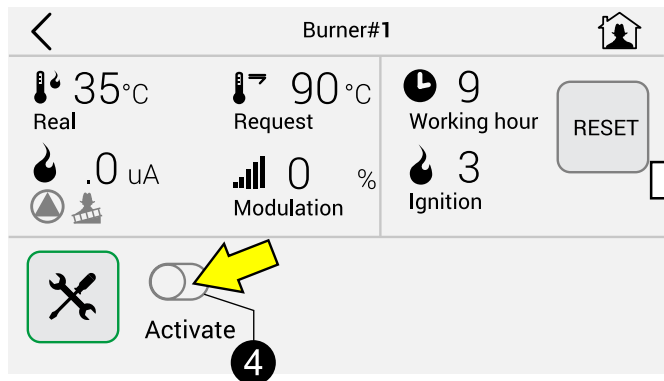 Burner#1
35°C
Real
90°C
Request
9
Working hour
RESET
.0 uA
0 %
Modulation
3
Ignition
Activate
4